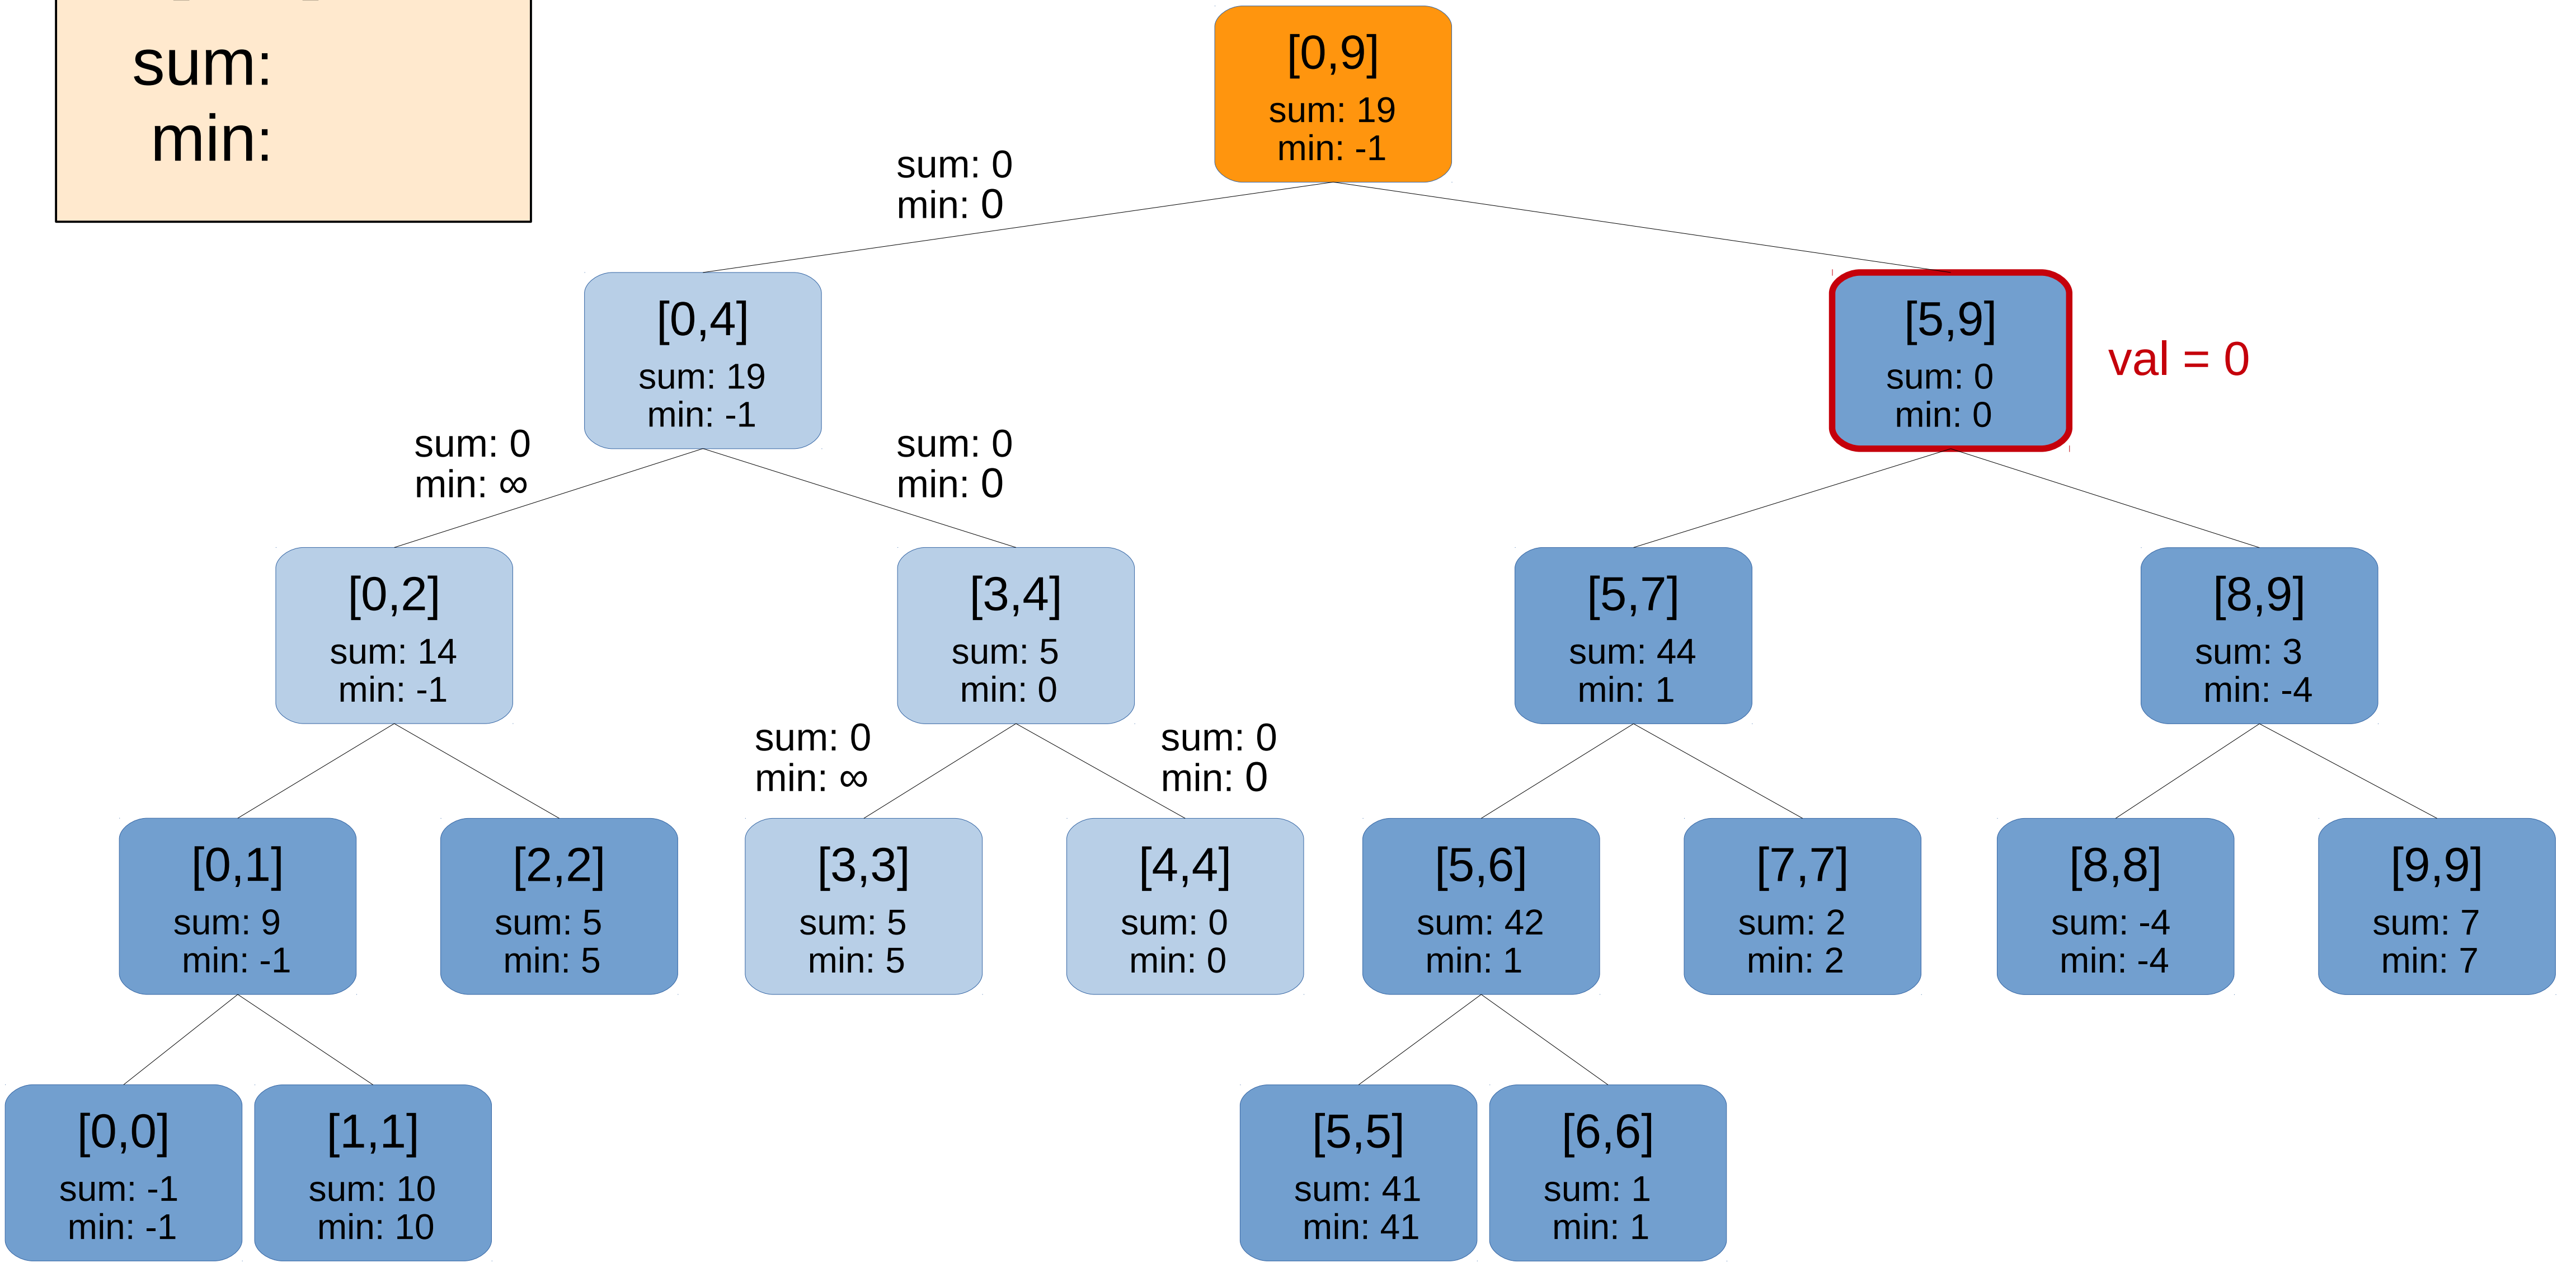 sum:
min:
[0,9]
sum: 19
min: -1
sum: 0
min: 0
[0,4]
sum: 19
min: -1
[5,9]
sum: 0
min: 0
val = 0
sum: 0
min: ∞
sum: 0
min: 0
[0,2]
sum: 14
min: -1
[3,4]
sum: 5
min: 0
[5,7]
sum: 44
min: 1
[8,9]
sum: 3
min: -4
sum: 0
min: ∞
sum: 0
min: 0
[0,1]
sum: 9
min: -1
[2,2]
sum: 5
min: 5
[3,3]
sum: 5
min: 5
[4,4]
sum: 0
min: 0
[5,6]
sum: 42
min: 1
[7,7]
sum: 2
min: 2
[8,8]
sum: -4
min: -4
[9,9]
sum: 7
min: 7
[0,0]
sum: -1
min: -1
[1,1]
sum: 10
min: 10
[5,5]
sum: 41
min: 41
[6,6]
sum: 1
min: 1